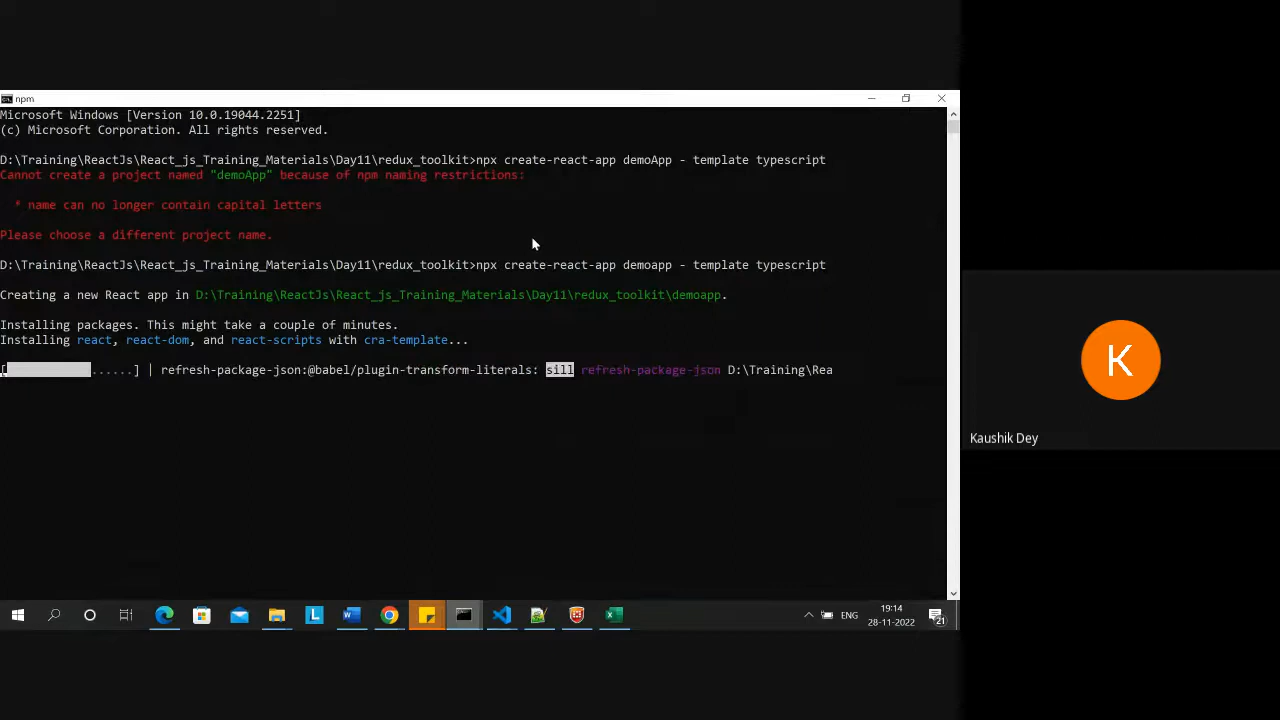 npm
Microsoft Windows [Version 10.0.19044.2251]
(c) Microsoft Corporation. All rights reserved.
D:\Training\ReactJs\React_js_Training_Materials\Day11\redux_toolkit>npx create-react-app demoApp - template typescript
Cannot create a project named "demoApp" because of npm naming restrictions:
* name can no longer contain capital letters
Please choose a different project name.
D:\Training\ReactJs\React_js_Training_Materials\Day11\redux_toolkit>npx create-react-app demoapp - template typescript
Creating a new React app in D:\Training\ReactJs\React_js_Training_Materials\Day11\redux_toolkit\demoapp.
Installing packages. This might take a couple of minutes.
Installing react, react-dom, and react-scripts with cra-template...
[ ......] | refresh-package-json:@babel/plugin-transform-literals: sill refresh-package-json D:\Training\Rea
K
Kaushik Dey
L
ENG
19:14
28-11-2022
21